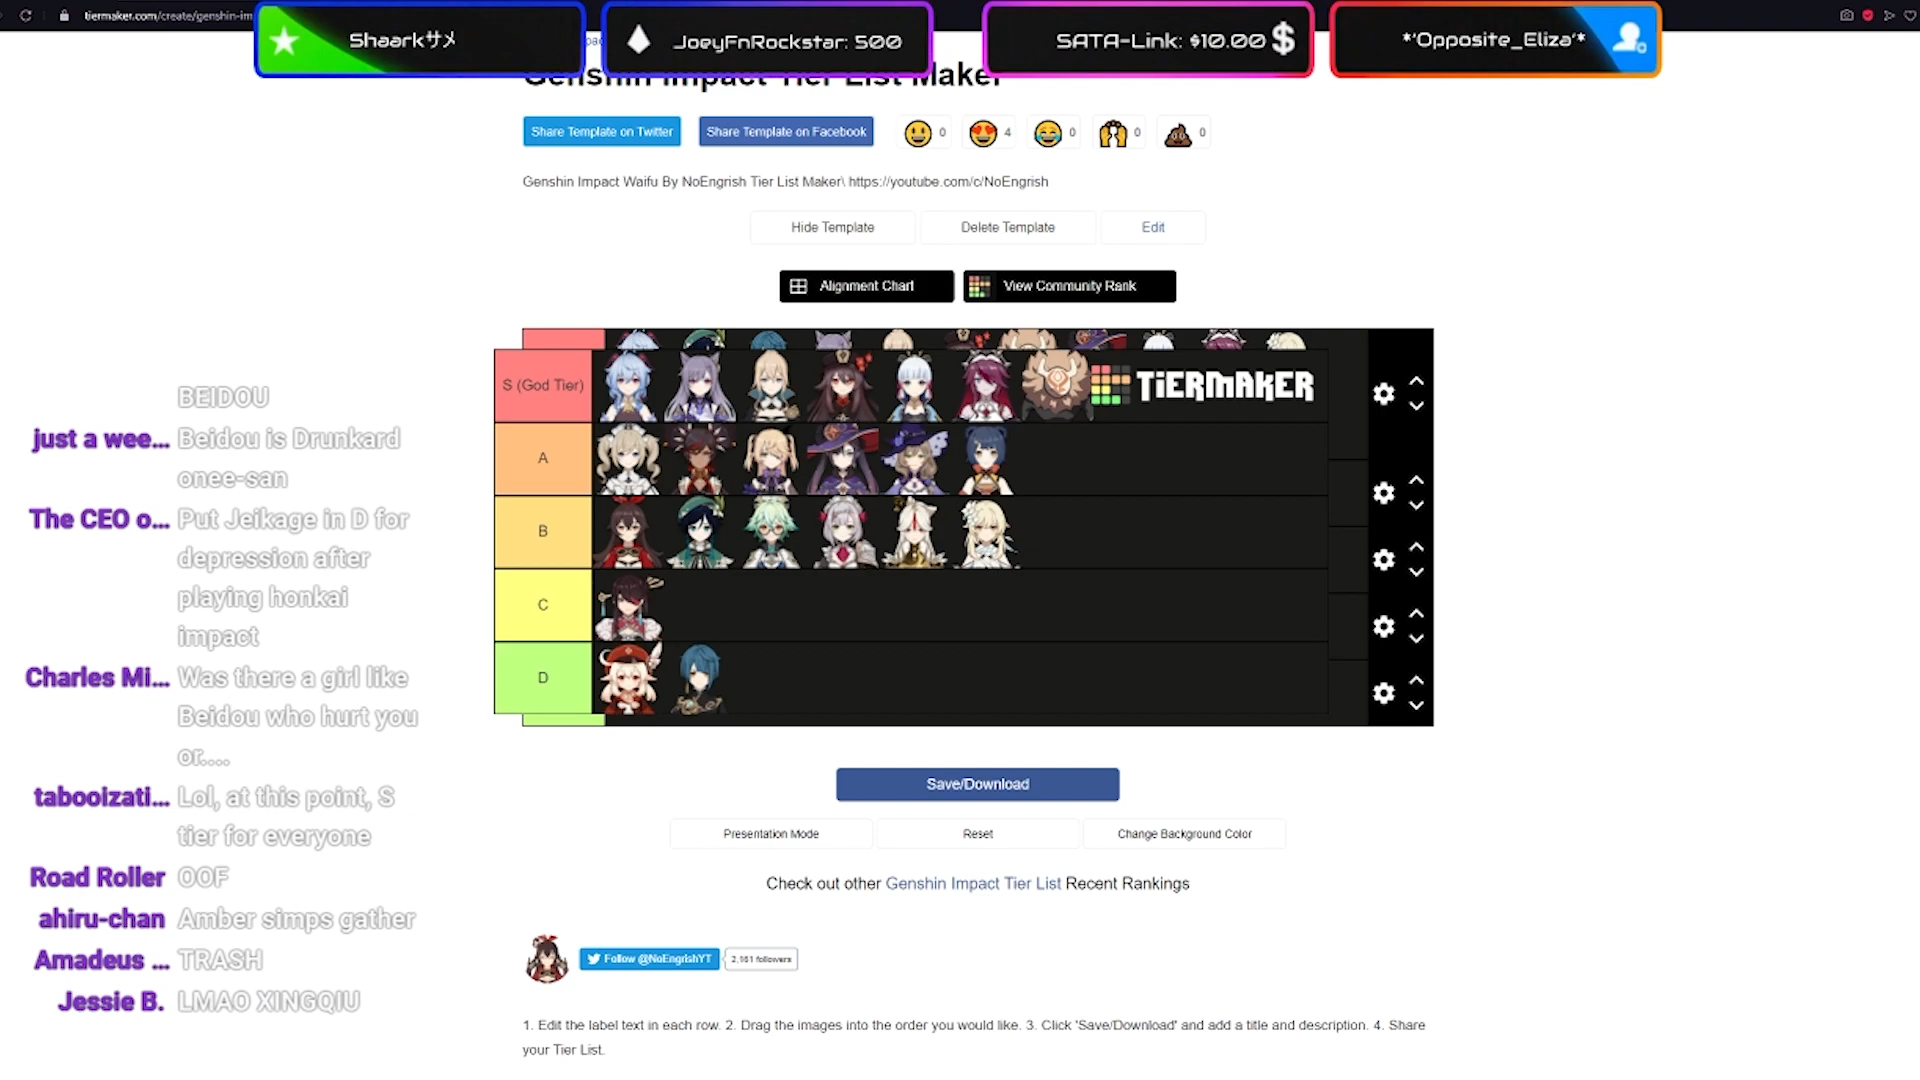 tiermaker.com/create/genshin-im
Shaarkサメ
JoeyFnRockstar: 500
SATA-Link: $10.00 $
*'Opposite_Eliza'*
Genshin Impact Tier List Maker
Share Template on Twitter
Share Template on Facebook
0
4
0
0
0
Genshin Impact Waifu By NoEngrish Tier List Maker\ https://youtube.com/c/NoEngrish
Hide Template
Delete Template
Edit
Alignment Chart
View Community Rank
S (God Tier)
TiERMAKER
A
B
C
D
BEIDOU
just a wee... Beidou is Drunkard
onee-san
The CEO o... Put Jeikage in D for
depression after
playing honkai
impact
Charles Mi... Was there a girl like
Beidou who hurt you
or....
tabooizati... Lol, at this point, S
tier for everyone
Road Roller OOF
ahiru-chan Amber simps gather
Amadeus ... TRASH
Jessie B. LMAO XINGQIU
Save/Download
Presentation Mode
Reset
Change Background Color
Check out other Genshin Impact Tier List Recent Rankings
Follow @NoEngrishYT
2,161 followers
1. Edit the label text in each row. 2. Drag the images into the order you would like. 3. Click 'Save/Download' and add a title and description. 4. Share
your Tier List.